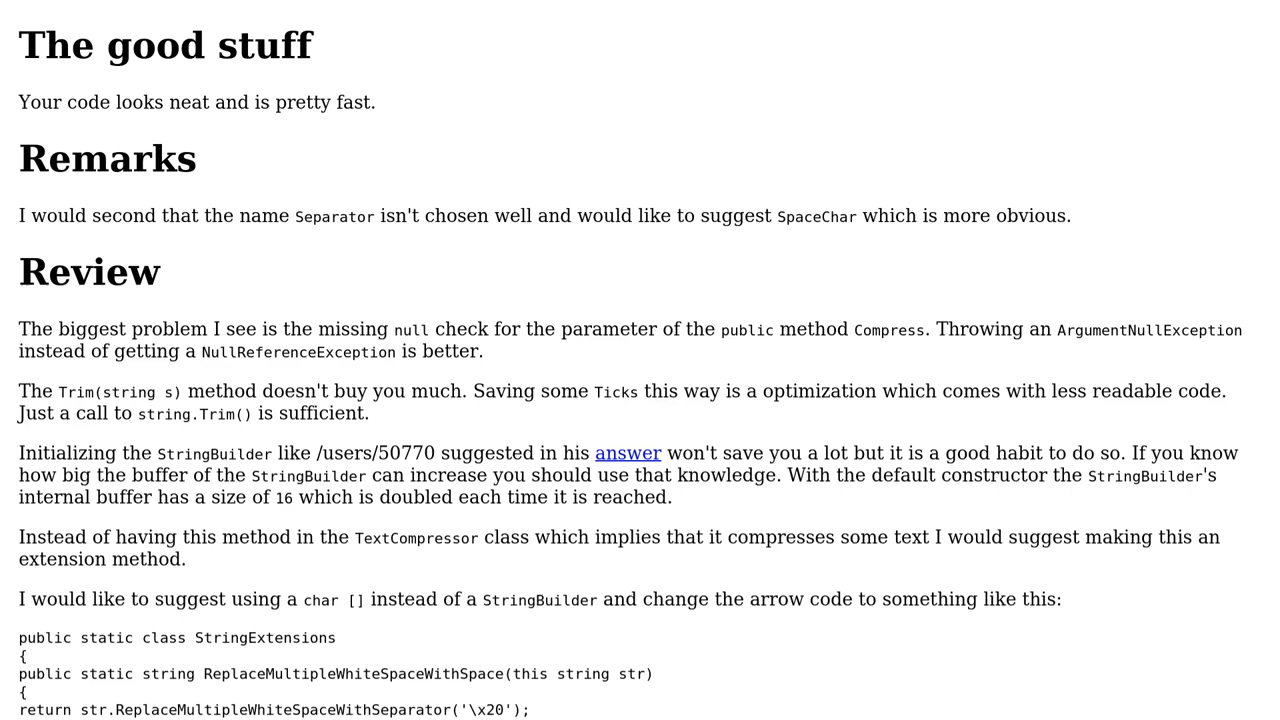 The good stuff
Your code looks neat and is pretty fast.
Remarks
I would second that the name Separator isn't chosen well and would like to suggest SpaceChar which is more obvious.
Review
The biggest problem I see is the missing null check for the parameter of the public method Compress. Throwing an ArgumentNullException
instead of getting a NullReferenceException is better.
The Trim(string s) method doesn't buy you much. Saving some Ticks this way is a optimization which comes with less readable code.
Just a call to string.Trim() is sufficient.
Initializing the StringBuilder like /users/50770 suggested in his answer won't save you a lot but it is a good habit to do so. If you know
how big the buffer of the StringBuilder can increase you should use that knowledge. With the default constructor the StringBuilder's
internal buffer has a size of 16 which is doubled each time it is reached.
Instead of having this method in the TextCompressor class which implies that it compresses some text I would suggest making this an
extension method.
I would like to suggest using a char [] instead of a StringBuilder and change the arrow code to something like this:
public static class StringExtensions
{
public static string ReplaceMultipleWhiteSpaceWithSpace(this string str)
{
return str.ReplaceMultipleWhiteSpaceWithSeparator('\x20');